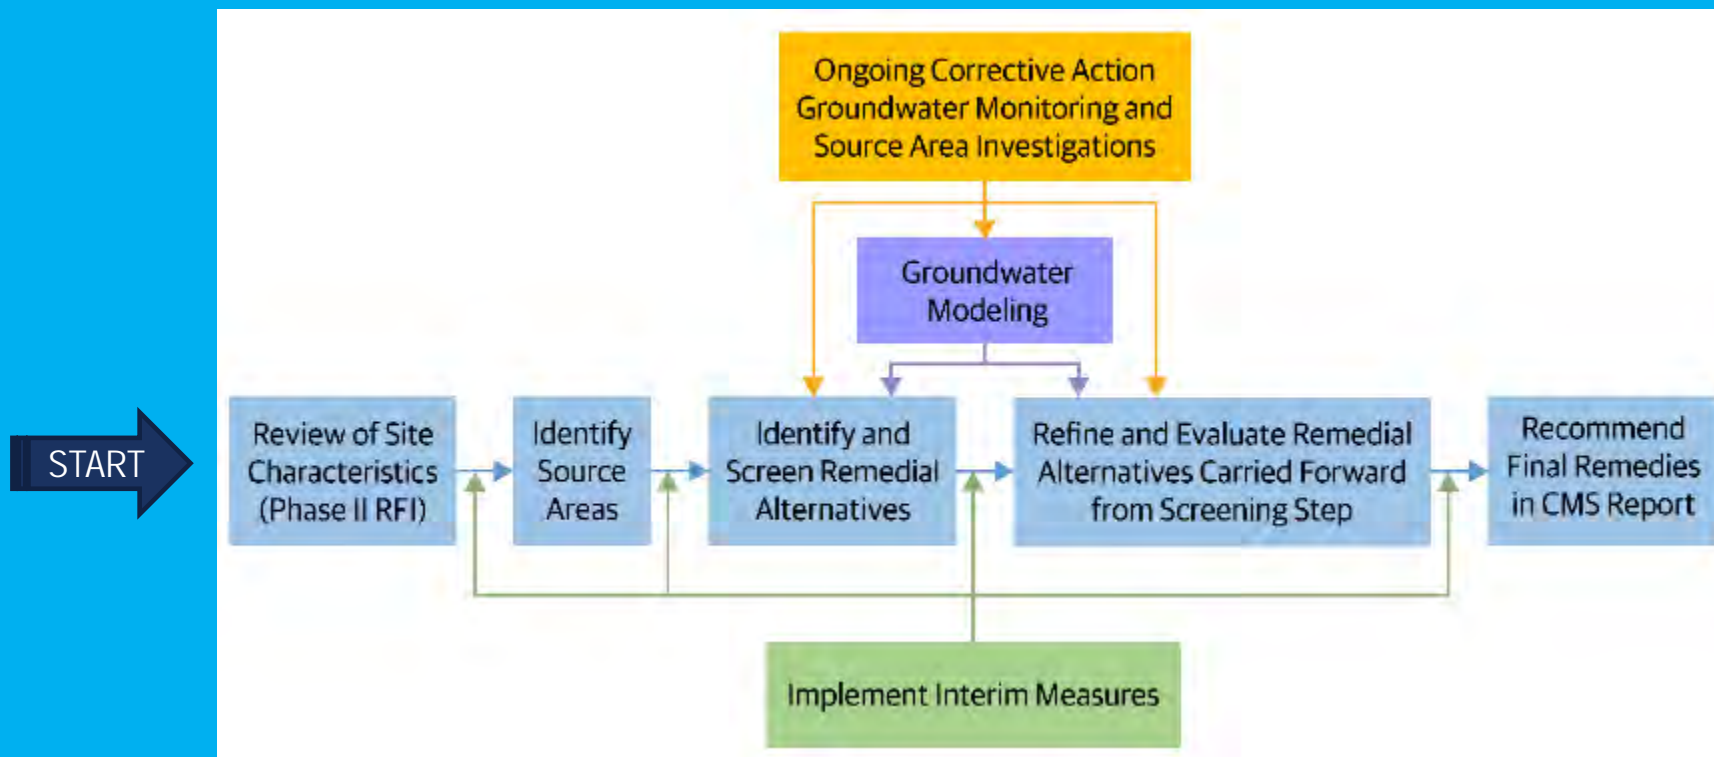 Ongoing Corrective Action
Groundwater Monitoring and
Source Area Investigations
Groundwater
Modeling
START
Review of Site
Characteristics
(Phase II RFI)
Identify
Source
Areas
Identify and
Screen Remedial
Alternatives
Refine and Evaluate Remedial
Alternatives Carried Forward
from Screening Step
Recommend
Final Remedies
in CMS Report
Implement Interim Measures